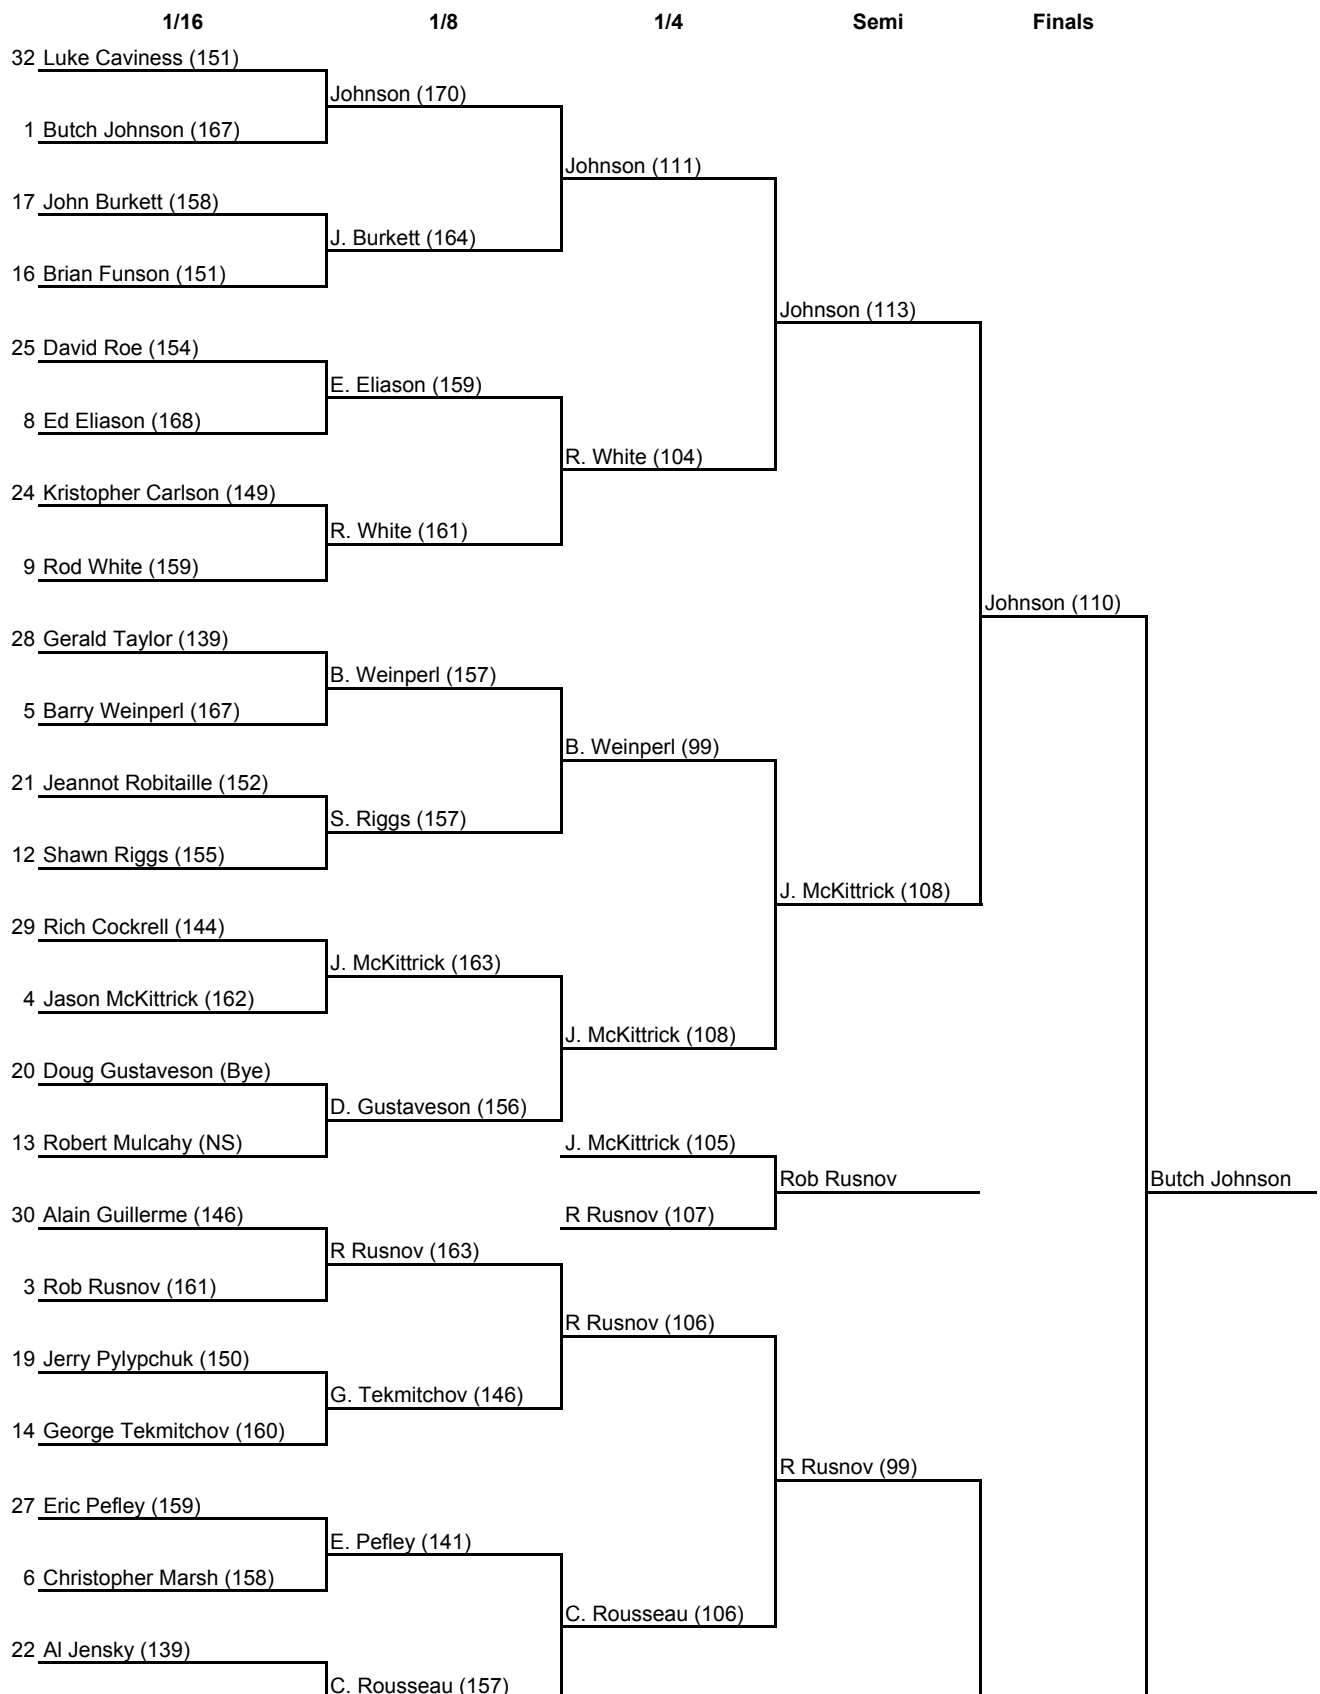 1/16 1/8 1/4 Semi Finals
32 Luke Caviness (151)
Johnson (170)
1 Butch Johnson (167)
Johnson (111)
17 John Burkett (158)
J. Burkett (164)
16 Brian Funson (151)
Johnson (113)
25 David Roe (154)
E. Eliason (159)
8 Ed Eliason (168)
R. White (104)
24 Kristopher Carlson (149)
R. White (161)
9 Rod White (159)
Johnson (110)
28 Gerald Taylor (139)
B. Weinperl (157)
5 Barry Weinperl (167)
B. Weinperl (99)
21 Jeannot Robitaille (152)
S. Riggs (157)
12 Shawn Riggs (155)
J. McKittrick (108)
29 Rich Cockrell (144)
J. McKittrick (163)
4 Jason McKittrick (162)
J. McKittrick (108)
20 Doug Gustaveson (Bye)
D. Gustaveson (156)
13 Robert Mulcahy (NS) J. McKittrick (105)
Rob Rusnov Butch Johnson
30 Alain Guillerme (146) R Rusnov (107)
R Rusnov (163)
3 Rob Rusnov (161)
R Rusnov (106)
19 Jerry Pylypchuk (150)
G. Tekmitchov (146)
14 George Tekmitchov (160)
R Rusnov (99)
27 Eric Pefley (159)
E. Pefley (141)
6 Christopher Marsh (158)
C. Rousseau (106)
22 Al Jensky (139)
C. Rousseau (157)